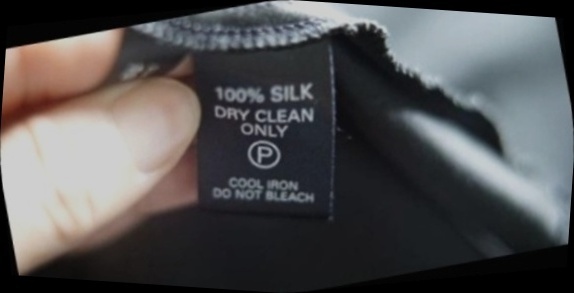 100% SILK
DRY CLEAN
ONLY
P
COOL IRON
DO NOT BLEACH